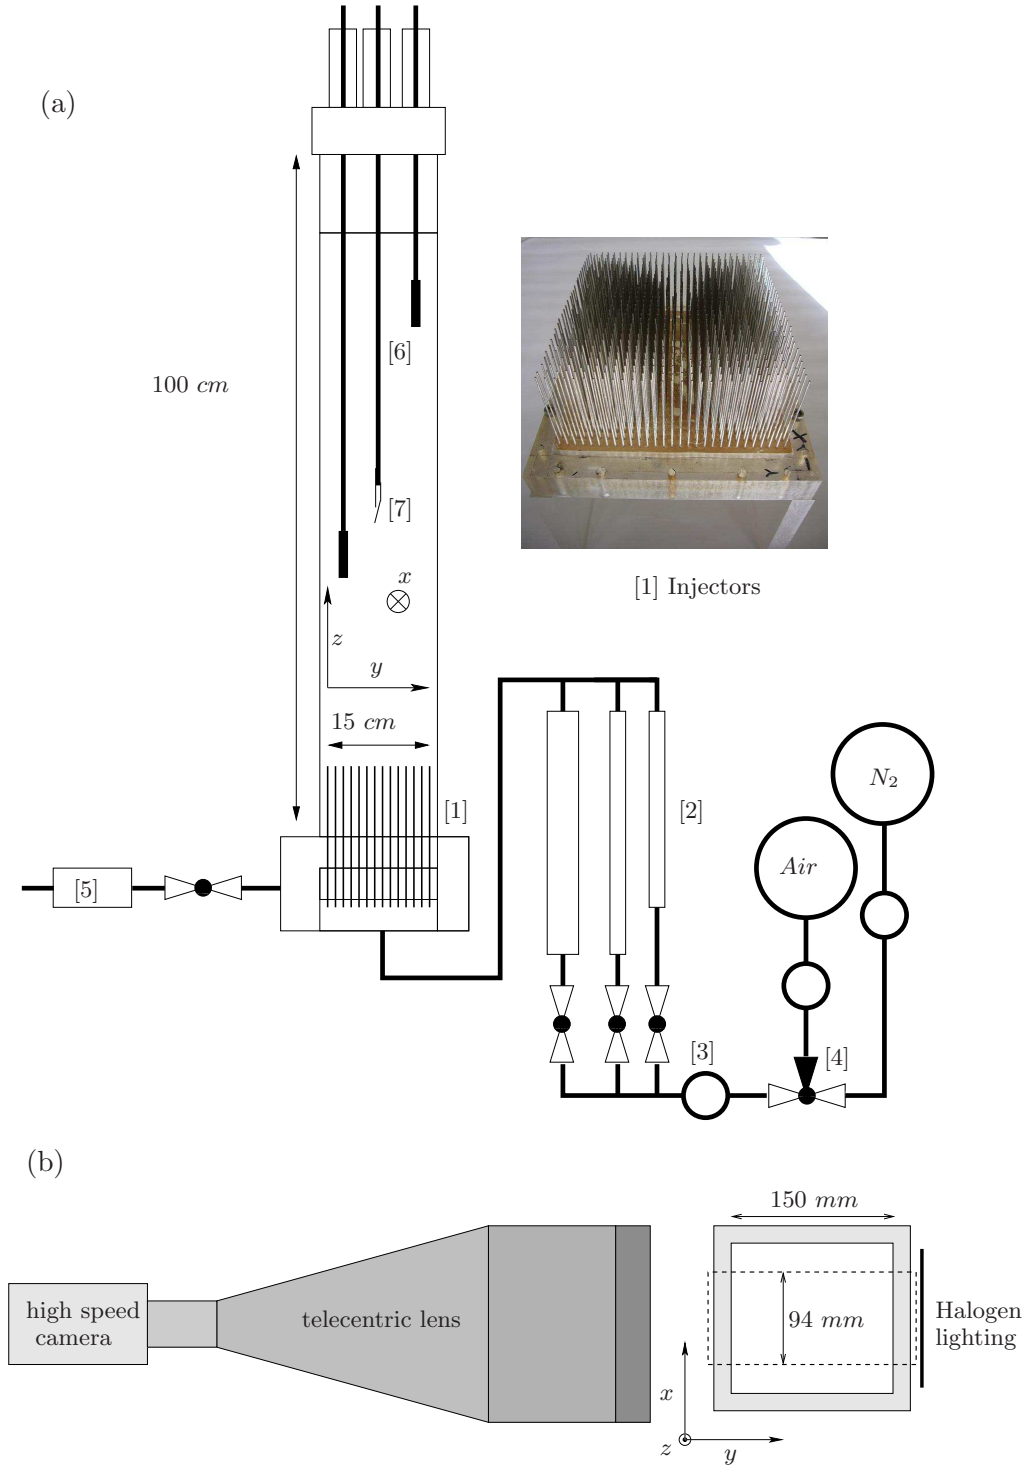 (a)
[6]
100 cm
[7]
x
z
y
15 cm
[1]
[1] Injectors
[2]
N2
Air
[5]
[3]
[4]
(b)
150 mm
high speed
camera
telecentric lens
94 mm
Halogen
lighting
x
z
y